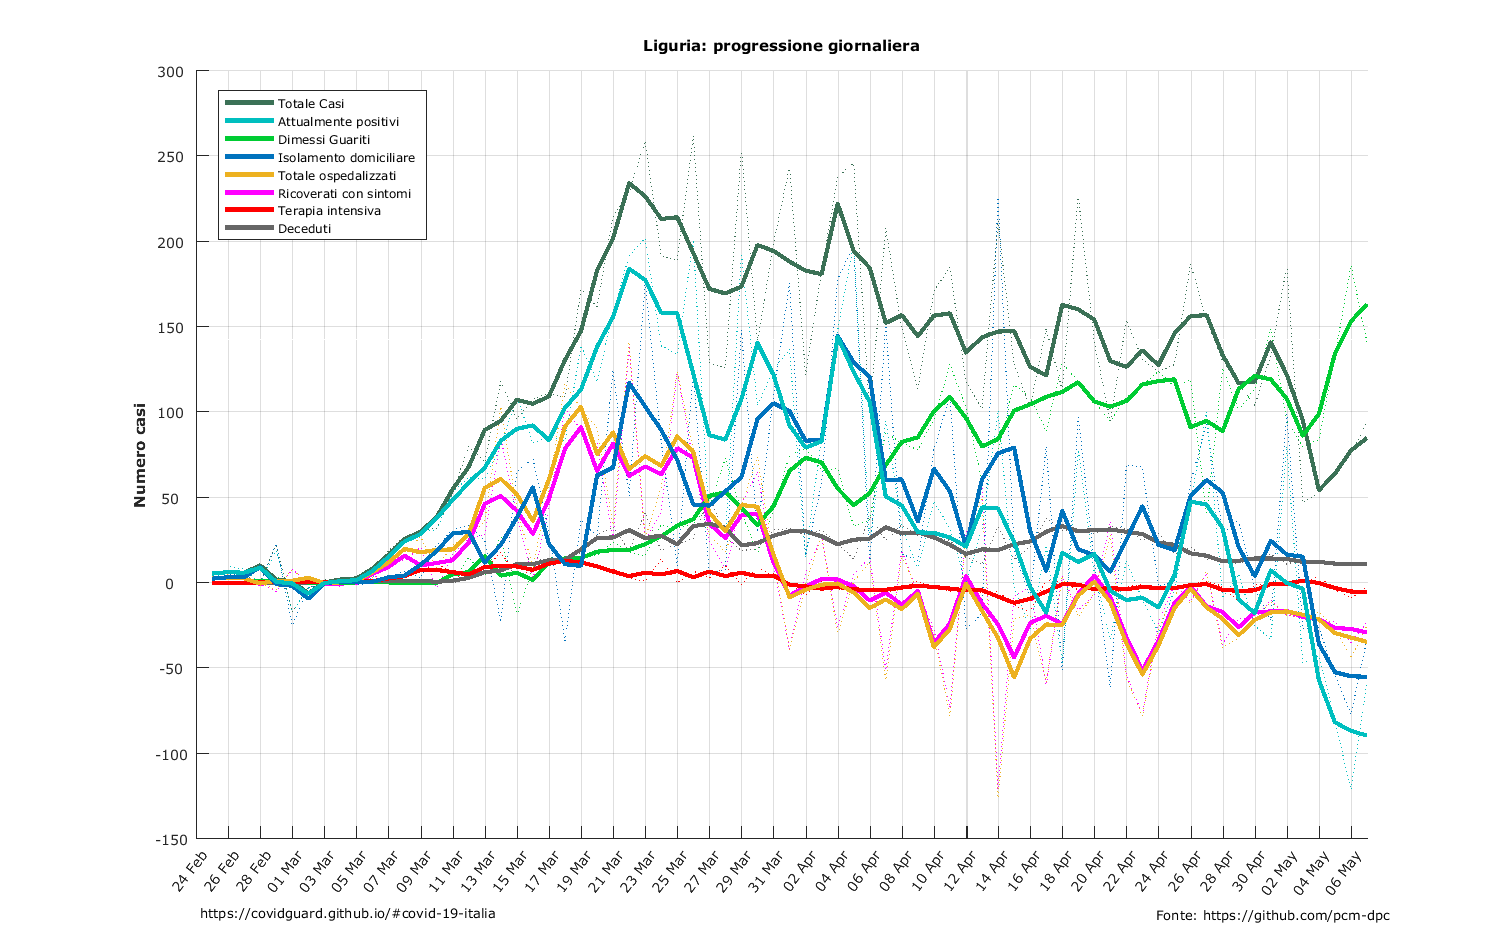 Liguria: progressione giornaliera
300
250
200
150
100
50
0
-50
-100
-150
Numero casi
Totale Casi
Attualmente positivi
Dimessi Guariti
Isolamento domiciliare
Totale ospedalizzati
Ricoverati con sintomi
Terapia intensiva
Deceduti
24 Feb
26 Feb
28 Feb
01 Mar
03 Mar
05 Mar
07 Mar
09 Mar
11 Mar
13 Mar
15 Mar
17 Mar
19 Mar
21 Mar
23 Mar
25 Mar
27 Mar
29 Mar
31 Mar
02 Apr
04 Apr
06 Apr
08 Apr
10 Apr
12 Apr
14 Apr
16 Apr
18 Apr
20 Apr
22 Apr
24 Apr
26 Apr
28 Apr
30 Apr
02 May
04 May
06 May
https://covidguard.github.io/#covid-19-italia
Fonte: https://github.com/pcm-dpc